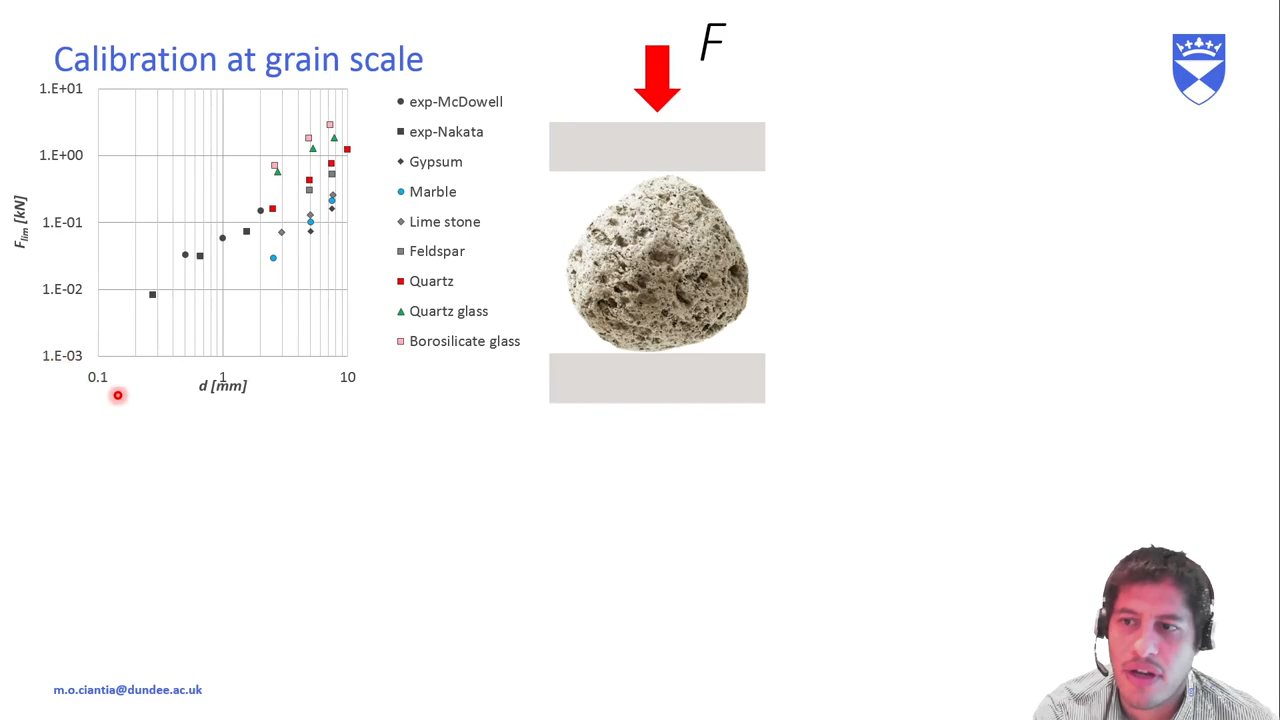 Calibration at grain scale
F
1.E+01
1.E+00
1.E-01
1.E-02
1.E-03
F_lim [kN]
0.1
1
10
d [mm]
exp-McDowell
exp-Nakata
Gypsum
Marble
Lime stone
Feldspar
Quartz
Quartz glass
Borosilicate glass
m.o.ciantia@dundee.ac.uk